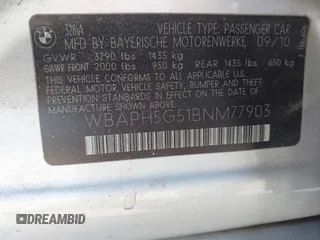 328iA VEHICLE TYPE: PASSENGER CAR
MFD BY BAYERISCHE MOTORENWERKE 09/10
GVWR 3790 lbs 1435 kg
GAWR FRONT 2000 lbs 950 kg REAR 1435 lbs 650 kg
THIS VEHICLE CONFORMS TO ALL APPLICABLE
FEDERAL MOTOR VEHICLE SAFETY, BUMPER
AND THEFT PREVENTION STANDARDS IN EFFECT ON THE DATE
OF MANUFACTURE SHOWN ABOVE.
WBAPH5G51BNM77903
DREAMBID